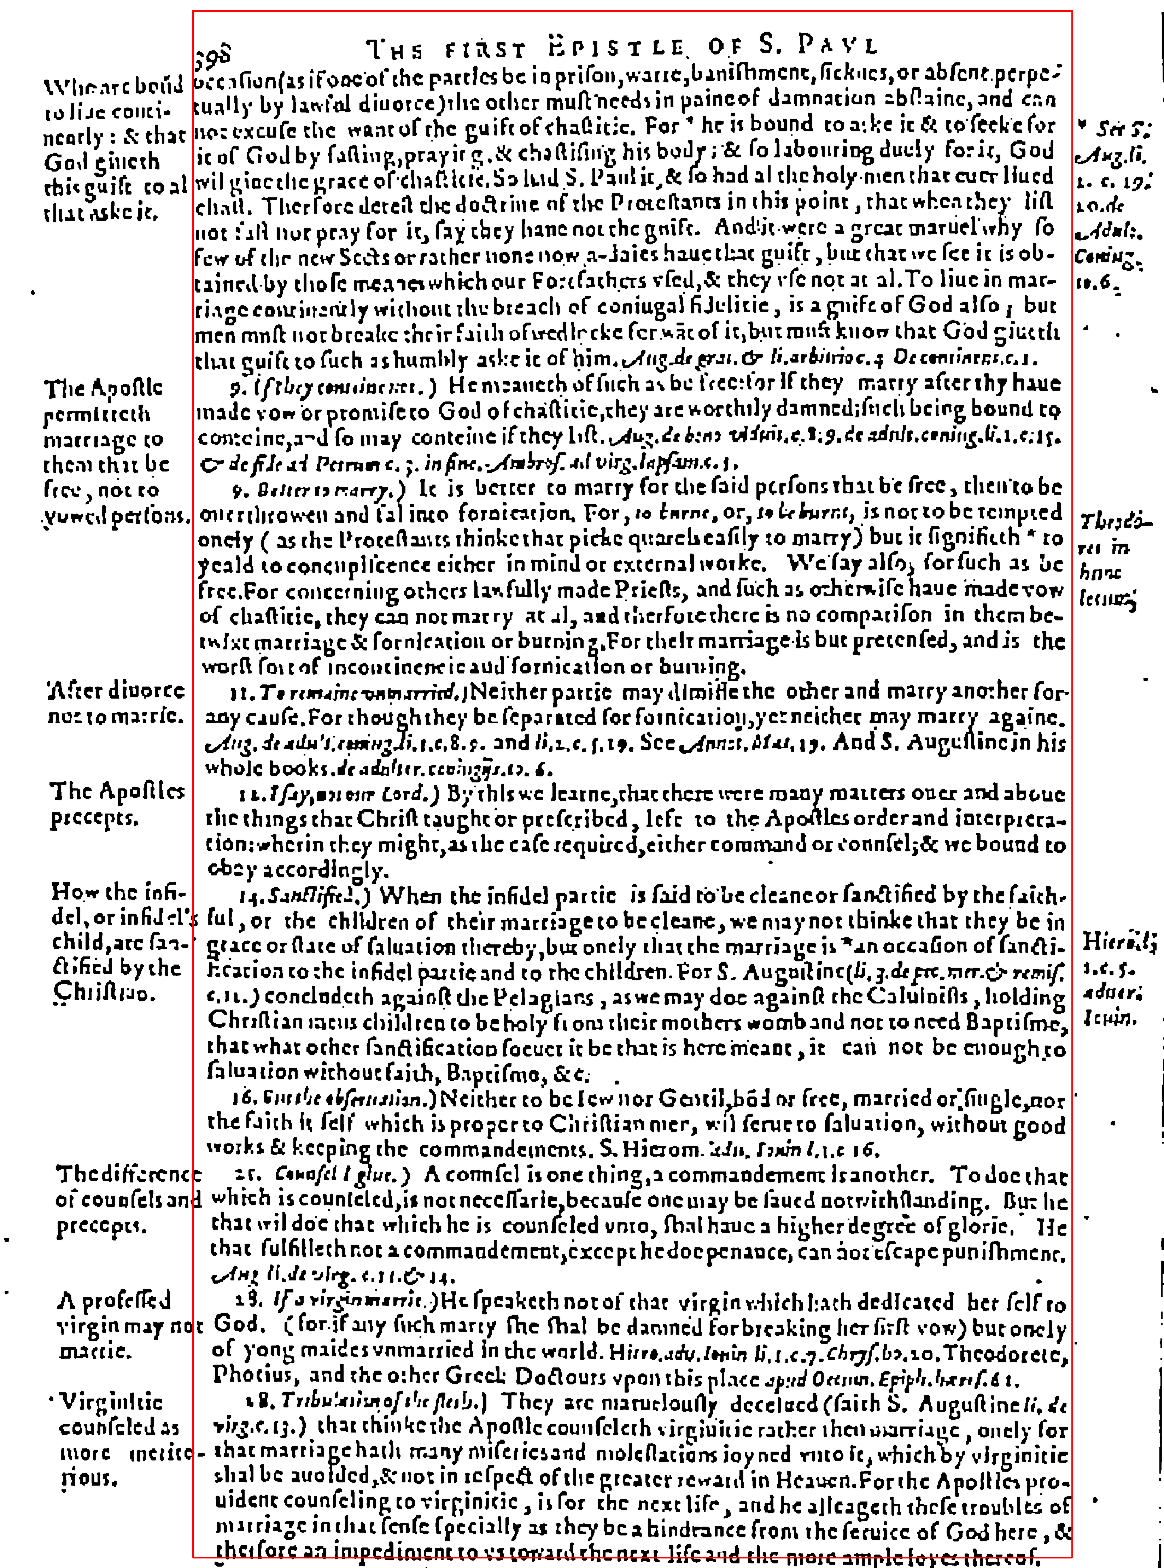 398 THE FIRST EPISTLE OF S. PAVL
Who are boũd
to liue conti-
nently: & that
God giueth
this guift to al
that aske it.
occasion (as if one of the parties be in prison, warre, banishment, sicknes, or absent perpe-
tually by lawful diuorce) the other must needs in paine of damnation abstaine, and can
not excuse the want of the guift of chastitie. For * he is bound to aske it & to seeke for
it of God by fasting, praying, & chastising his body; & so labouring duely for it, God
wil giue the grace of chastitie. So had S. Paul it, & so had al the holy men that euer liued
chast. Therfore detest the doctrine of the Protestants in this point, that when they list
not fast nor pray for it, say they haue not the guift. And it were a great maruel why so
few of the new Sects or rather none now a-daies haue that guift, but that we see it is ob-
tained by those meanes which our Forefathers vsed, & they vse not at al. To liue in mar-
riage continently without the breach of coniugal fidelitie, is a guift of God also; but
men must not breake their faith of wedlocke for wāt of it, but must know that God giueth
that guift to such as humbly aske it of him. Aug. de grat. & li. arbitrio c. 4 De continent. c. 1.
* See S.
Aug. li.
1. c. 19.
20. de
Adult.
Coniug.
to. 6.
The Apostle
permitteth
marriage to
them that be
free, not to
vowed persons.
9. If they conteine not.) He meaneth of such as be free: for if they marry after thy haue
made vow or promise to God of chastitie, they are worthily damned; such being bound to
conteine, and so may conteine if they list. Aug. de bono viduit. c. 8; 9. de adult. coniug. li. 1. c. 15.
& de fide ad Petrum c. 3. in fine. Ambros. ad virg. lapsam. c. 5.
9. Better to marry.) It is better to marry for the said persons that be free, then to be
ouerthrowen and fal into fornication. For, to burne, or, to be burnt, is not to be tempted
onely (as the Protestants thinke that picke quarels easily to marry) but it signifieth * to
yeald to concupiscence either in mind or external worke. We say also, for such as be
free. For concerning others lawfully made Priests, and such as otherwise haue made vow
of chastitie, they can not marry at al, and therfore there is no comparison in them be-
twixt marriage & fornication or burning. For their marriage is but pretensed, and is the
worst sort of incontinencie and fornication or burning.
Theodo-
ret in
hunc
locum.
After diuorce
not to marrie.
11. To remaine vnmarried.) Neither partie may dimisse the other and marry another for
any cause. For though they be separated for fornication, yet neither may marry againe.
Aug. de adult. coniug. li. 1. c. 8. 9. and li. 2. c. 5. 19. See Annot. Mat. 19. And S. Augustine in his
whole books de adulter. coniugijs. to. 6.
The Apostles
precepts.
12. I say, not our Lord.) By this we learne, that there were many matters ouer and aboue
the things that Christ taught or prescribed, left to the Apostles order and interpreta-
tion: wherin they might, as the case required, either command or counsel; & we bound to
obey accordingly.
How the infi-
del, or infidel's
child, are san-
ctified by the
Christian.
14. Sanctified.) When the infidel partie is said to be cleane or sanctified by the faith-
ful, or the children of their marriage to be cleane, we may not thinke that they be in
grace or state of saluation thereby, but onely that the marriage is * an occasion of sancti-
fication to the infidel partie and to the children. For S. Augustine (li. 3. de pec. mer. & remis.
c. 12.) concludeth against the Pelagians, as we may doe against the Caluinists, holding
Christian mens children to be holy from their mothers womb and not to need Baptisme,
that what other sanctification soeuer it be that is here meant, it can not be enough to
saluation without faith, Baptisme, &c.
Hiero. li.
1. c. 5.
aduer.
Iouin.
16. But the obseruation.) Neither to be Iew nor Gentil, bōd or free, married or single, nor
the faith it self which is proper to Christian men, wil serue to saluation, without good
works & keeping the commandements. S. Hierom. adu. Iouin l. 1. c 16.
The difference
of counsels and
precepts.
25. Counsel I giue.) A counsel is one thing, a commandement is another. To doe that
which is counseled, is not necessarie, because one may be saued notwithstanding. But he
that wil doe that which he is counseled vnto, shal haue a higher degree of glorie. He
that fulfilleth not a commandement, except he doe penance, can not escape punishment.
Aug li. de virg. c. 13. & 14.
A professed
virgin may not
marrie.
28. If a virgin marrie.) He speaketh not of that virgin which hath dedicated her self to
God. (for if any such marry she shal be damned for breaking her first vow) but onely
of yong maides vnmarried in the world. Hiero. adu. Iouin li. 1. c. 7. Chrys. ho. 20. Theodorete,
Photius, and the other Greek Doctours vpon this place apud Oecum. Epiph. hæres. 61.
Virginitie
counseled as
more merito-
rious.
28. Tribulation of the flesh.) They are maruelously deceiued (saith S. Augustine li. de
virg. c. 13.) that thinke the Apostle counseleth virginitie rather then marriage, onely for
that marriage hath many miseries and molestations ioyned vnto it, which by virginitie
shal be auoided, & not in respect of the greater reward in Heauen. For the Apostles pro-
uident counseling to virginitie, is for the next life, and he alleageth these troubles of
marriage in that sense specially as they be a hindrance from the seruice of God here, &
therfore an impediment to vs toward the next life and the more ample ioyes thereof.